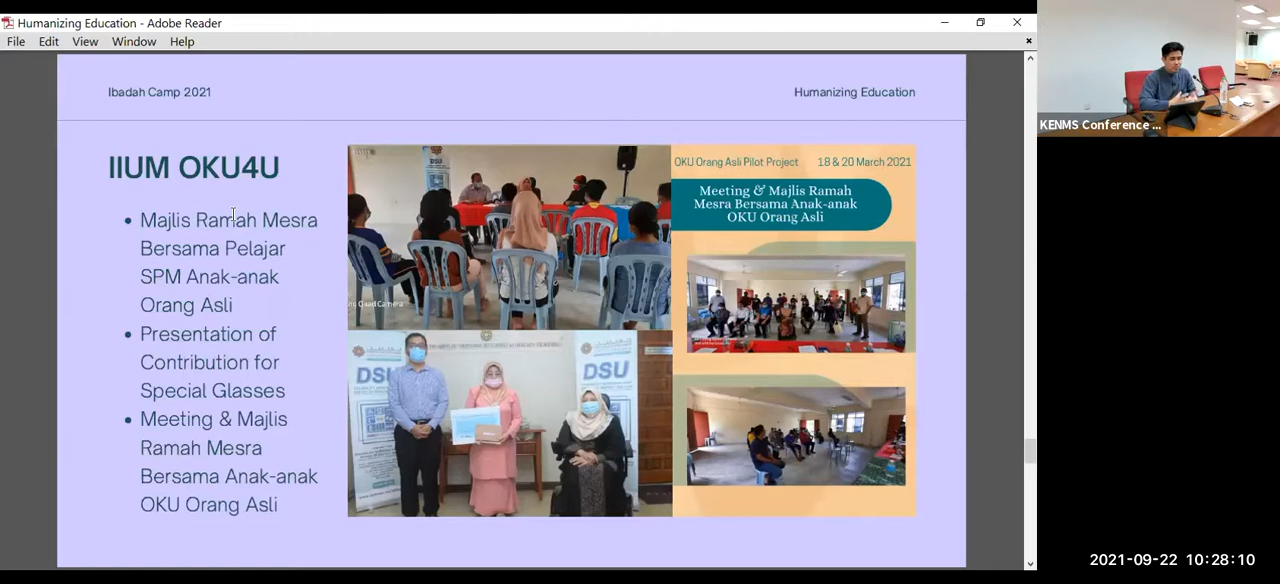 Humanizing Education - Adobe Reader
File Edit View Window Help
Ibadah Camp 2021
Humanizing Education
IIUM OKU4U
• Majlis Ramah Mesra
Bersama Pelajar
SPM Anak-anak
Orang Asli
• Presentation of
Contribution for
Special Glasses
• Meeting & Majlis
Ramah Mesra
Bersama Anak-anak
OKU Orang Asli
DSU
QuadCamera
DSU
DSU
OKU Orang Asli Pilot Project 18 & 20 March 2021
Meeting & Majlis Ramah
Mesra Bersama Anak-anak
OKU Orang Asli
KENMS Conference ...
2021-09-22 10:28:10